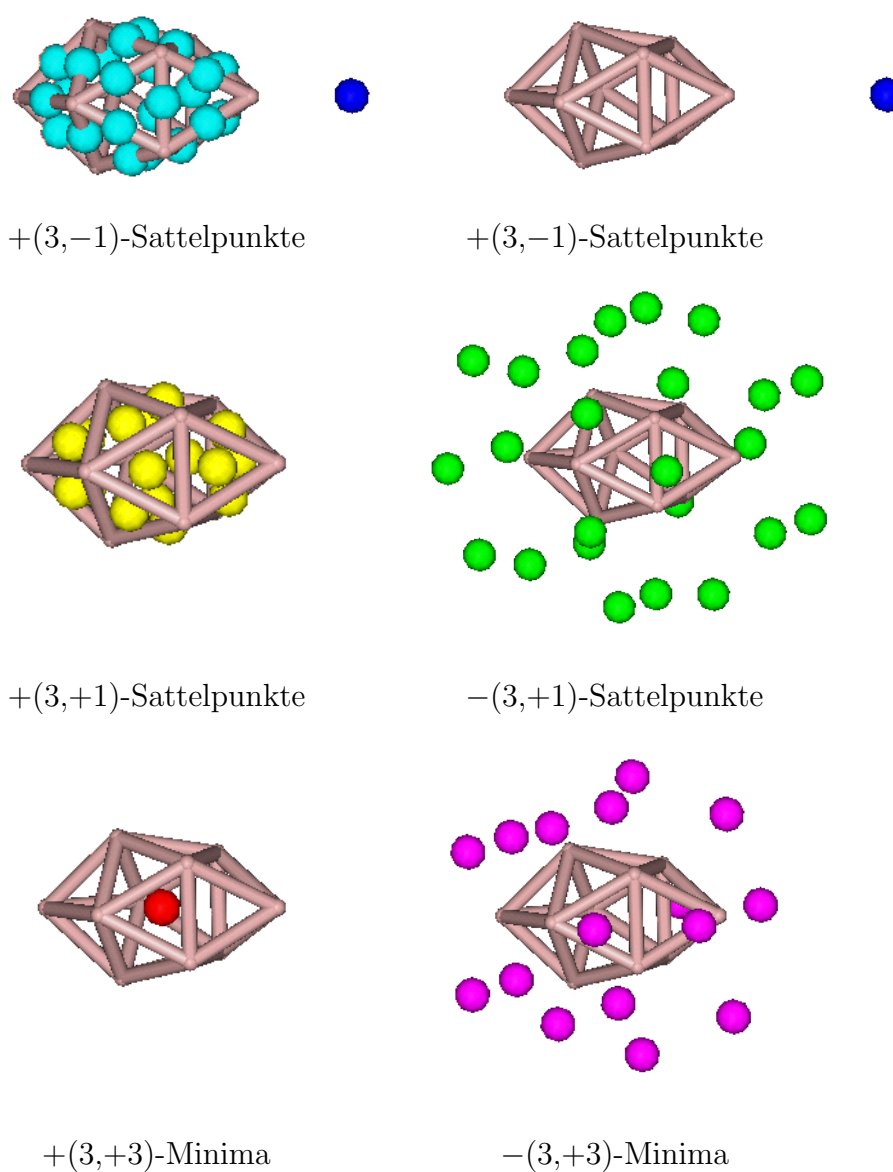 +(3,−1)-Sattelpunkte
+(3,−1)-Sattelpunkte
+(3,+1)-Sattelpunkte
−(3,+1)-Sattelpunkte
+(3,+3)-Minima
−(3,+3)-Minima